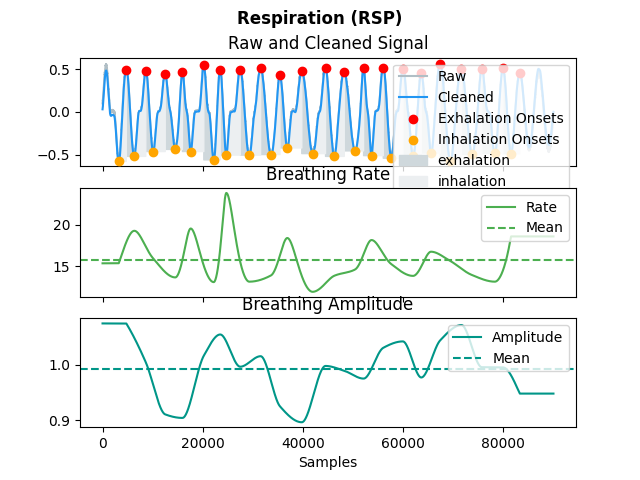 Respiration (RSP)
Raw and Cleaned Signal
0.5
0.0
−0.5
Raw
Cleaned
Exhalation Onsets
Inhalation Onsets
exhalation
inhalation
Breathing Rate
20
15
Rate
Mean
Breathing Amplitude
1.0
0.9
Amplitude
Mean
0 20000 40000 60000 80000
Samples